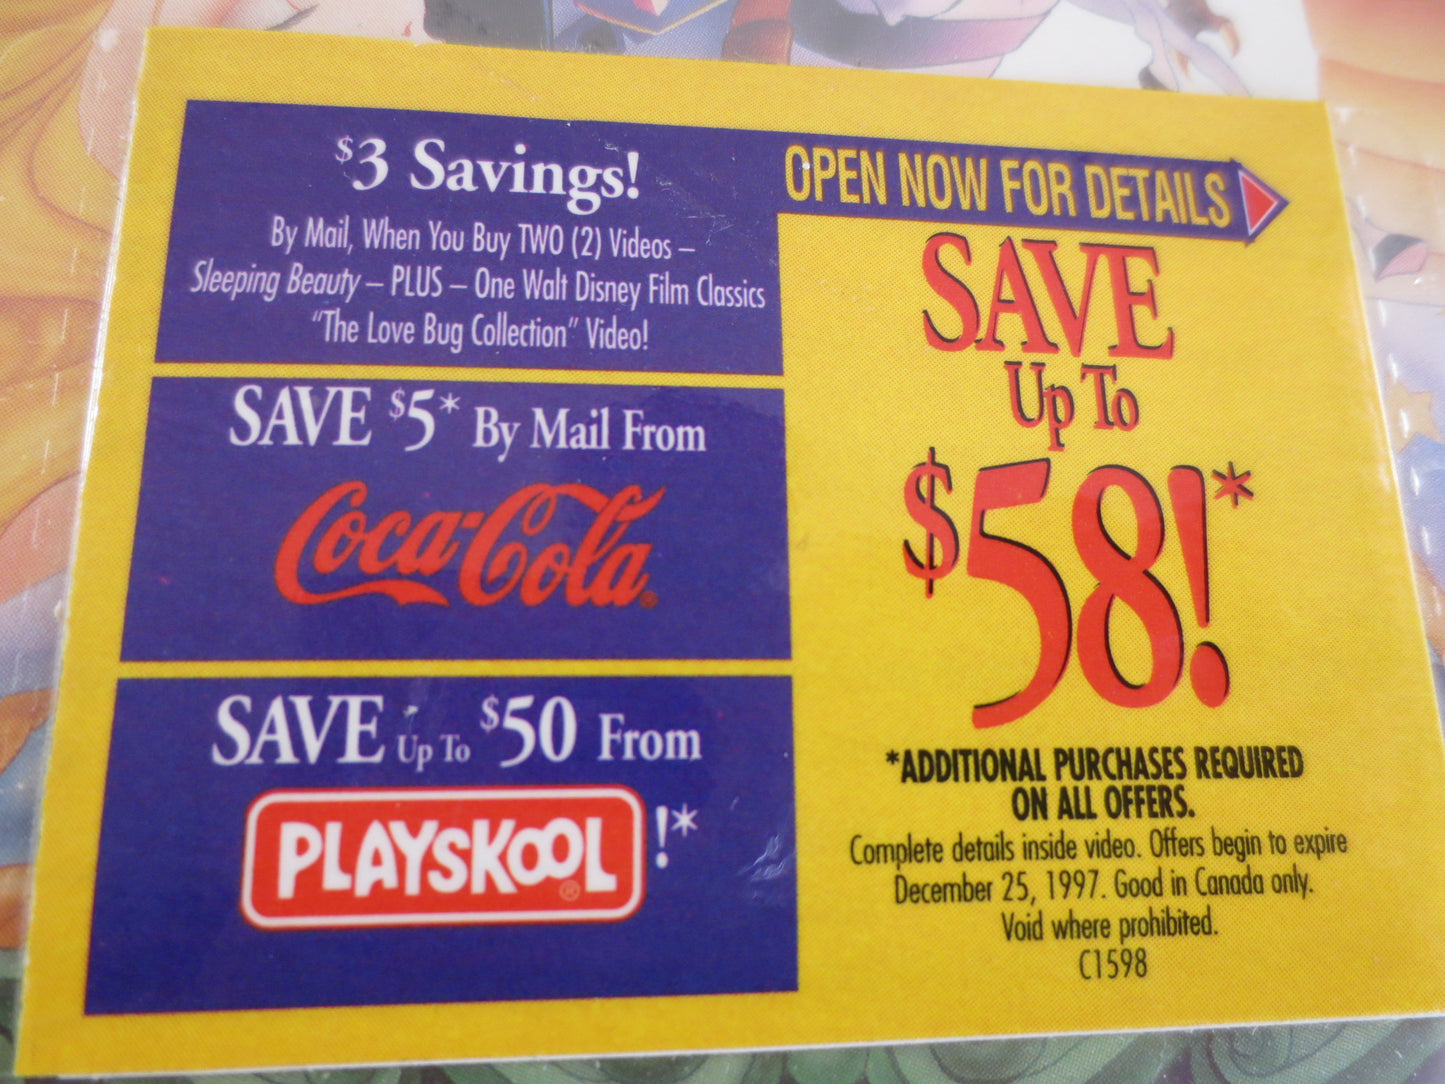 $3 Savings!
By Mail, When You Buy TWO (2) Videos –
Sleeping Beauty – PLUS – One Walt Disney Film Classics
"The Love Bug Collection" Video!
SAVE $5* By Mail From
Coca-Cola®
SAVE Up To $50 From
PLAYSKOOL® !*
OPEN NOW FOR DETAILS
SAVE
Up To
$58!*
*ADDITIONAL PURCHASES REQUIRED
ON ALL OFFERS.
Complete details inside video. Offers begin to expire
December 25, 1997. Good in Canada only.
Void where prohibited.
C1598